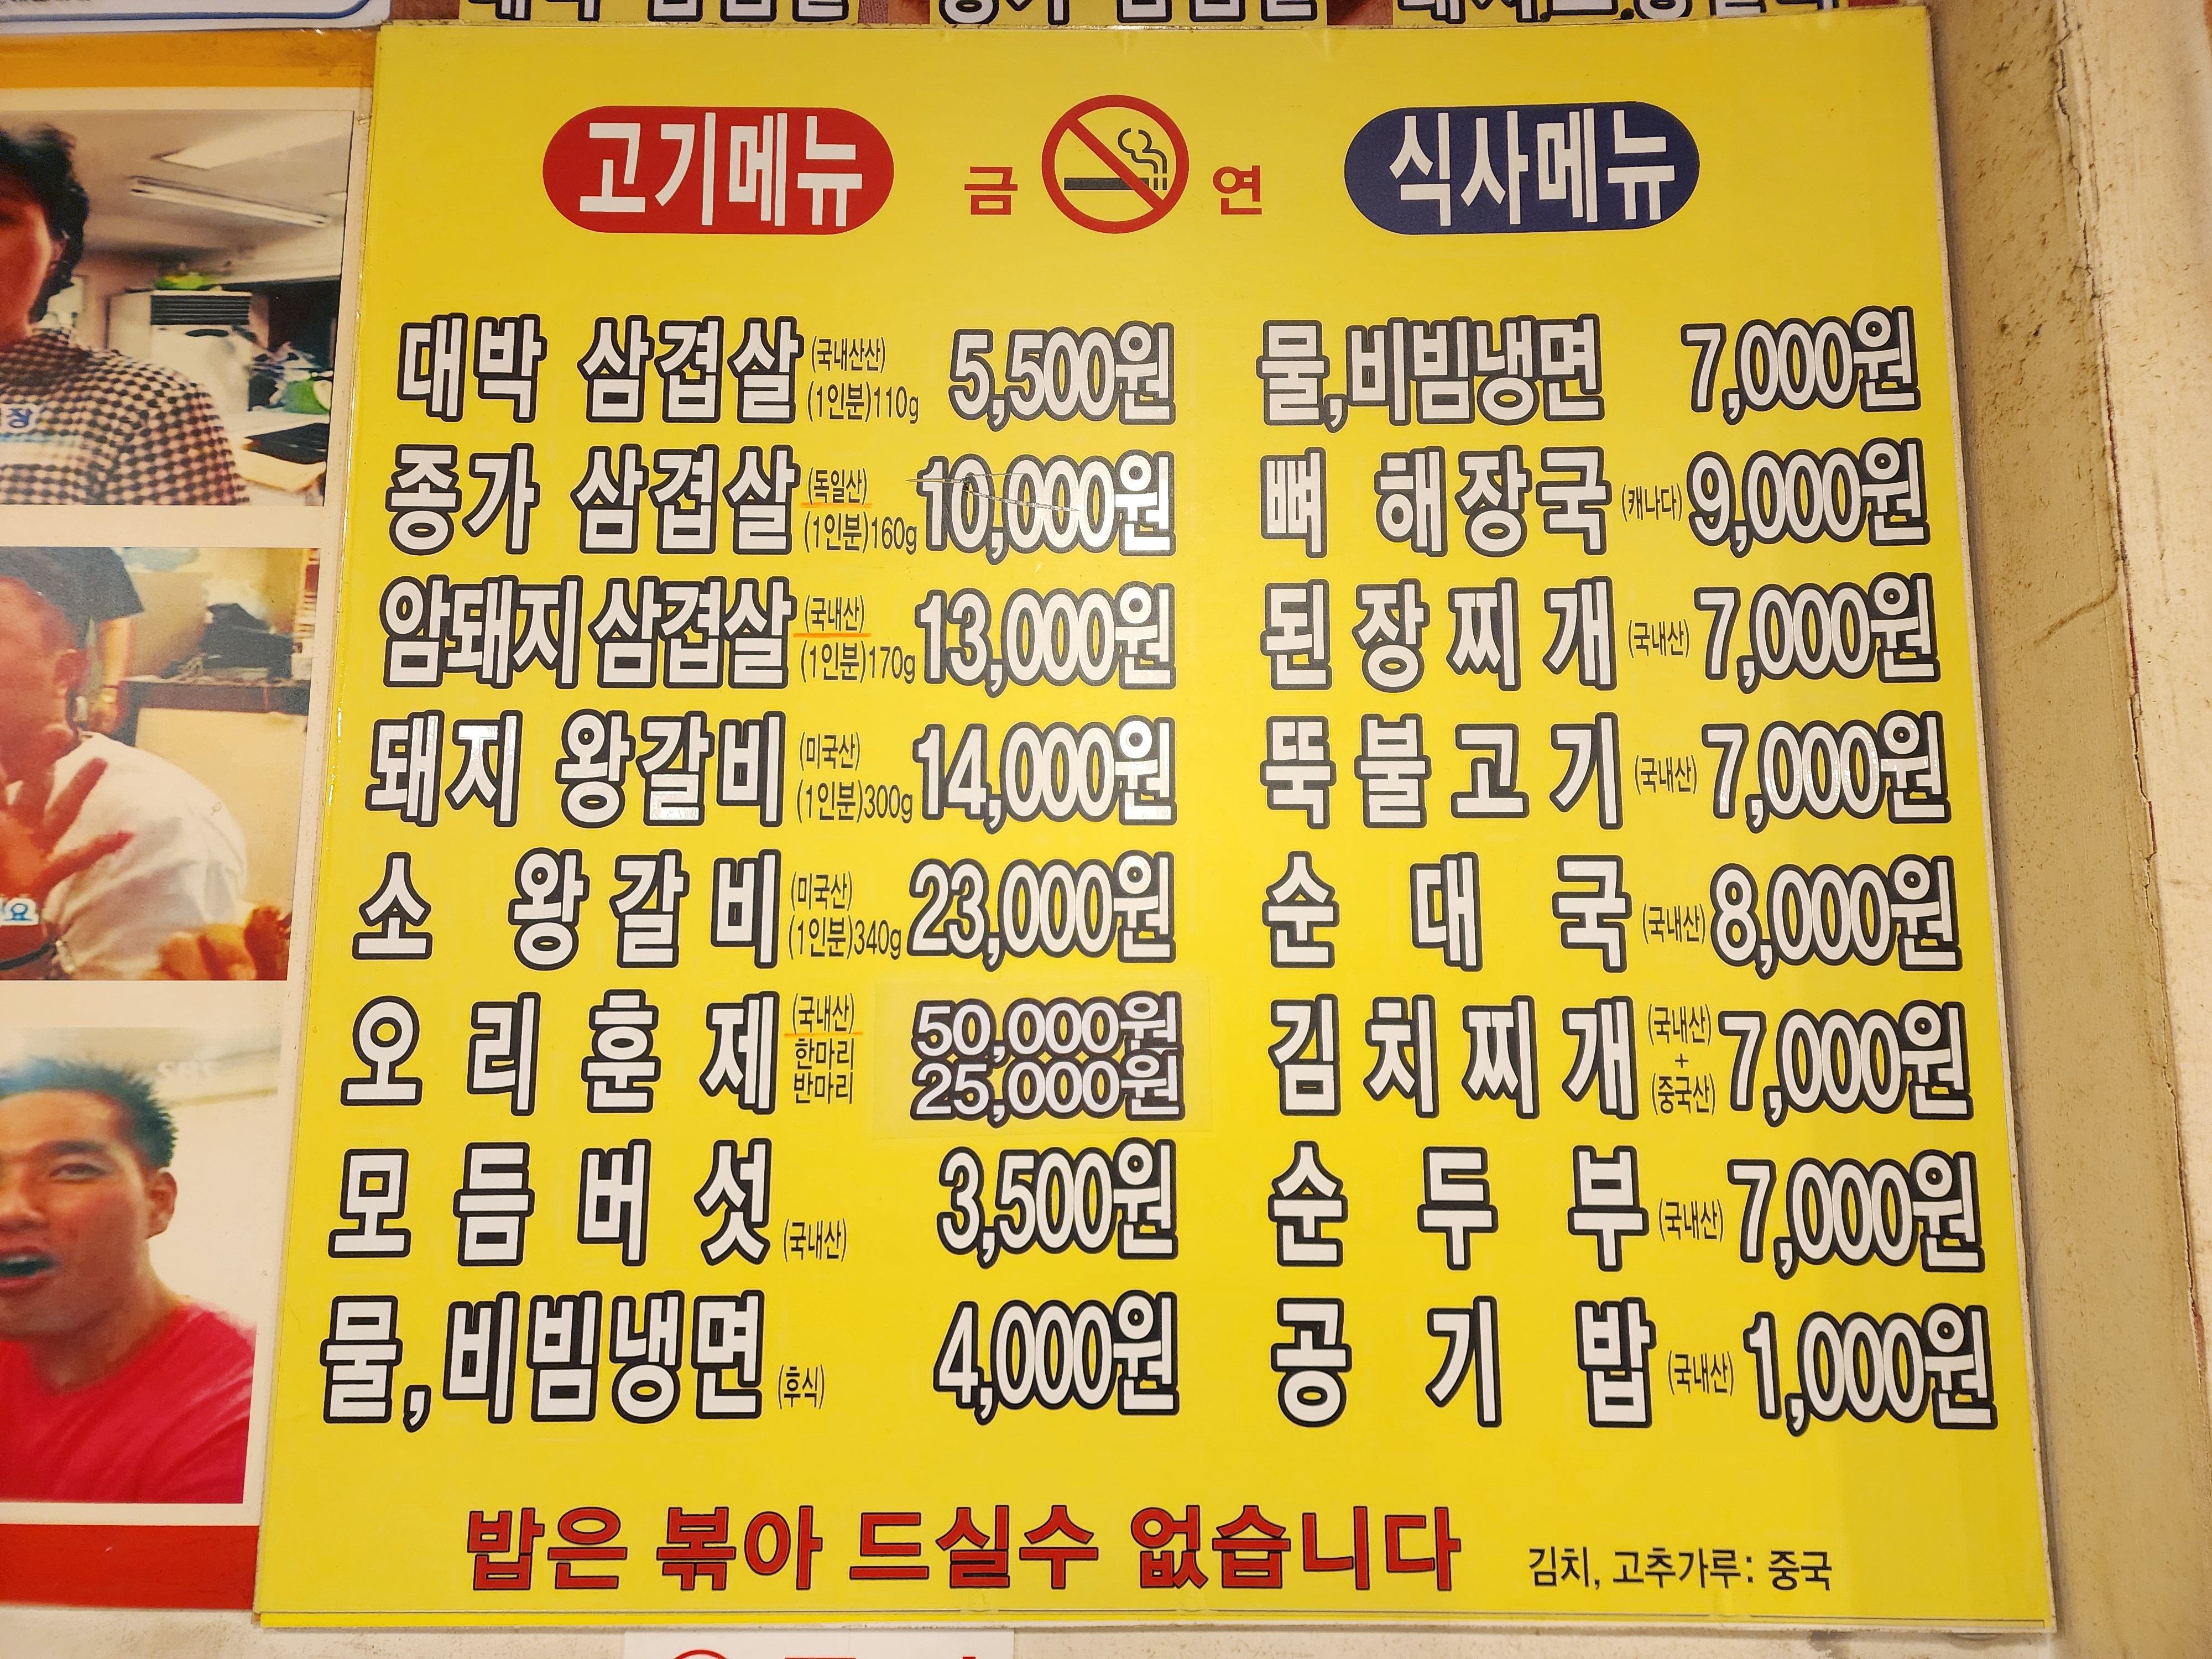 고기메뉴
금 연
식사메뉴
대박 삼겹살 (국내산산) (1인분)110g 5,500원
종가 삼겹살 (독일산) (1인분)160g 10,000원
암돼지 삼겹살 (국내산) (1인분)170g 13,000원
돼지 왕갈비 (미국산) (1인분)300g 14,000원
소 왕갈비 (미국산) (1인분)340g 23,000원
오리훈제 (국내산) 한마리 50,000원
반마리 25,000원
모듬버섯 (국내산) 3,500원
물,비빔냉면 (후식) 4,000원
물,비빔냉면 7,000원
뼈 해장국 (캐나다) 9,000원
된장찌개 (국내산) 7,000원
뚝불고기 (국내산) 7,000원
순대국 (국내산) 8,000원
김치찌개 (국내산)+(중국산) 7,000원
순두부 (국내산) 7,000원
공기밥 (국내산) 1,000원
밥은 볶아 드실수 없습니다
김치, 고추가루: 중국